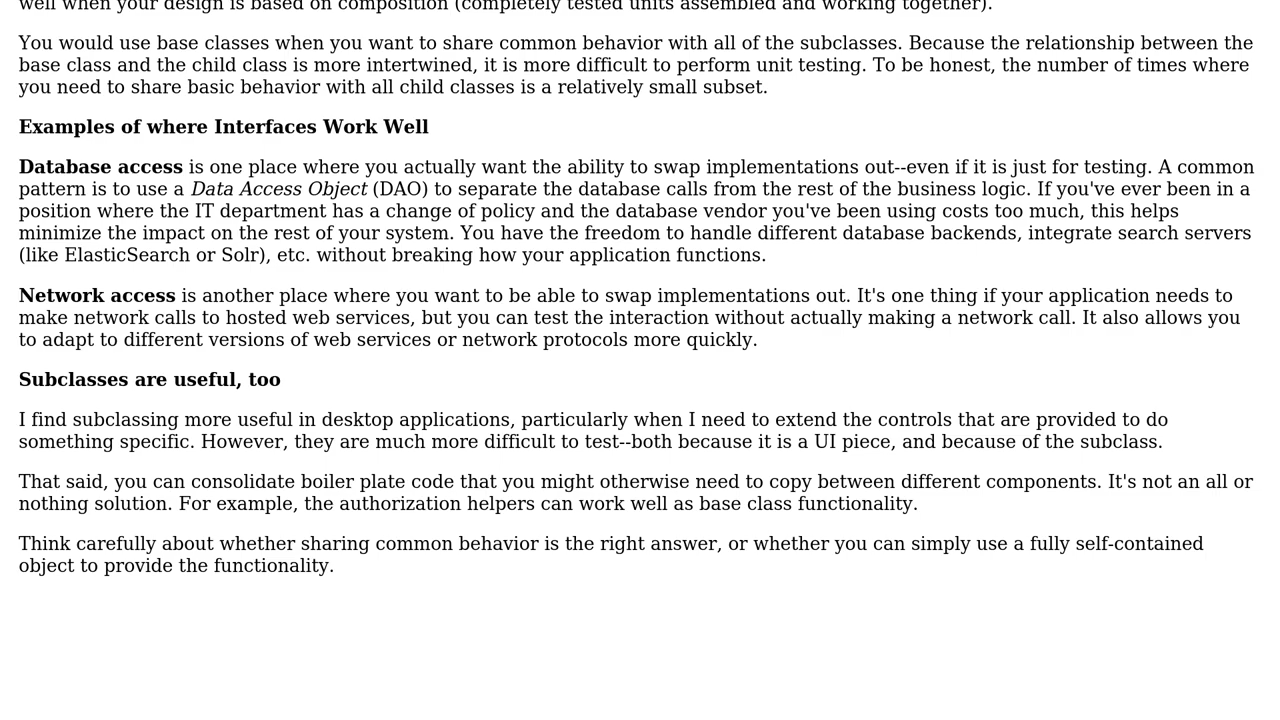 well when your design is based on composition (completely tested units assembled and working together).
You would use base classes when you want to share common behavior with all of the subclasses. Because the relationship between the
base class and the child class is more intertwined, it is more difficult to perform unit testing. To be honest, the number of times where
you need to share basic behavior with all child classes is a relatively small subset.
Examples of where Interfaces Work Well
Database access is one place where you actually want the ability to swap implementations out--even if it is just for testing. A common
pattern is to use a Data Access Object (DAO) to separate the database calls from the rest of the business logic. If you've ever been in a
position where the IT department has a change of policy and the database vendor you've been using costs too much, this helps
minimize the impact on the rest of your system. You have the freedom to handle different database backends, integrate search servers
(like ElasticSearch or Solr), etc. without breaking how your application functions.
Network access is another place where you want to be able to swap implementations out. It's one thing if your application needs to
make network calls to hosted web services, but you can test the interaction without actually making a network call. It also allows you
to adapt to different versions of web services or network protocols more quickly.
Subclasses are useful, too
I find subclassing more useful in desktop applications, particularly when I need to extend the controls that are provided to do
something specific. However, they are much more difficult to test--both because it is a UI piece, and because of the subclass.
That said, you can consolidate boiler plate code that you might otherwise need to copy between different components. It's not an all or
nothing solution. For example, the authorization helpers can work well as base class functionality.
Think carefully about whether sharing common behavior is the right answer, or whether you can simply use a fully self-contained
object to provide the functionality.